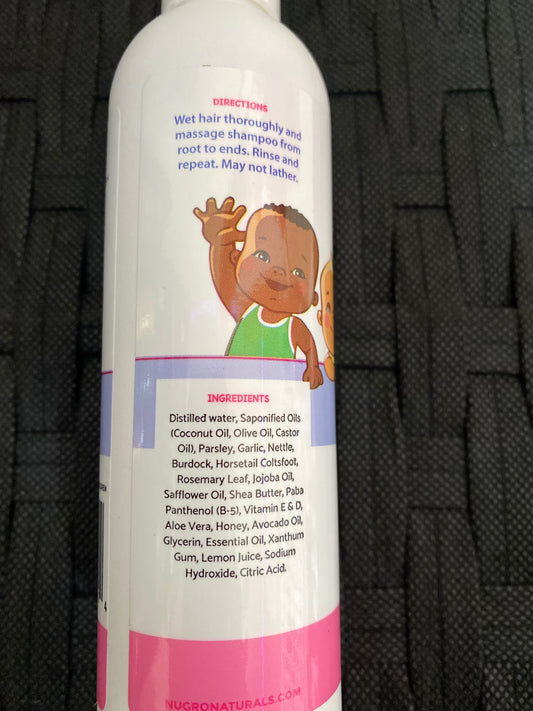 DIRECTIONS
Wet hair thoroughly and
massage shampoo from
root to ends. Rinse and
repeat. May not lather.
INGREDIENTS
Distilled water, Saponified Oils
(Coconut Oil, Olive Oil, Castor
Oil), Parsley, Garlic, Nettle,
Burdock, Horsetail Coltsfoot,
Rosemary Leaf, Jojoba Oil,
Safflower Oil, Shea Butter, Paba
Panthenol (B-5), Vitamin E & D,
Aloe Vera, Honey, Avocado Oil,
Glycerin, Essential Oil, Xanthum
Gum, Lemon Juice, Sodium
Hydroxide, Citric Acid.
4
NUGRONATURALS.COM